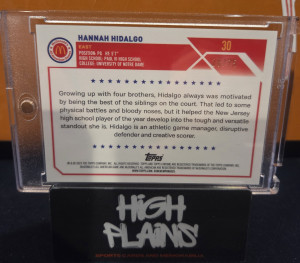 HANNAH HIDALGO
30
EAST
POSITION: PG HT: 5'7"
HIGH SCHOOL: PAUL VI HIGH SCHOOL
COLLEGE: UNIVERSITY OF NOTRE DAME
Growing up with four brothers, Hidalgo always was motivated
by being the best of the siblings on the court. That led to some
physical battles and bloody noses, but it helped the New Jersey
high school player of the year develop into the tough and versatile
standout she is. Hidalgo is an athletic game manager, disruptive
defender and creative scorer.
Topps
HIGH
PLAINS